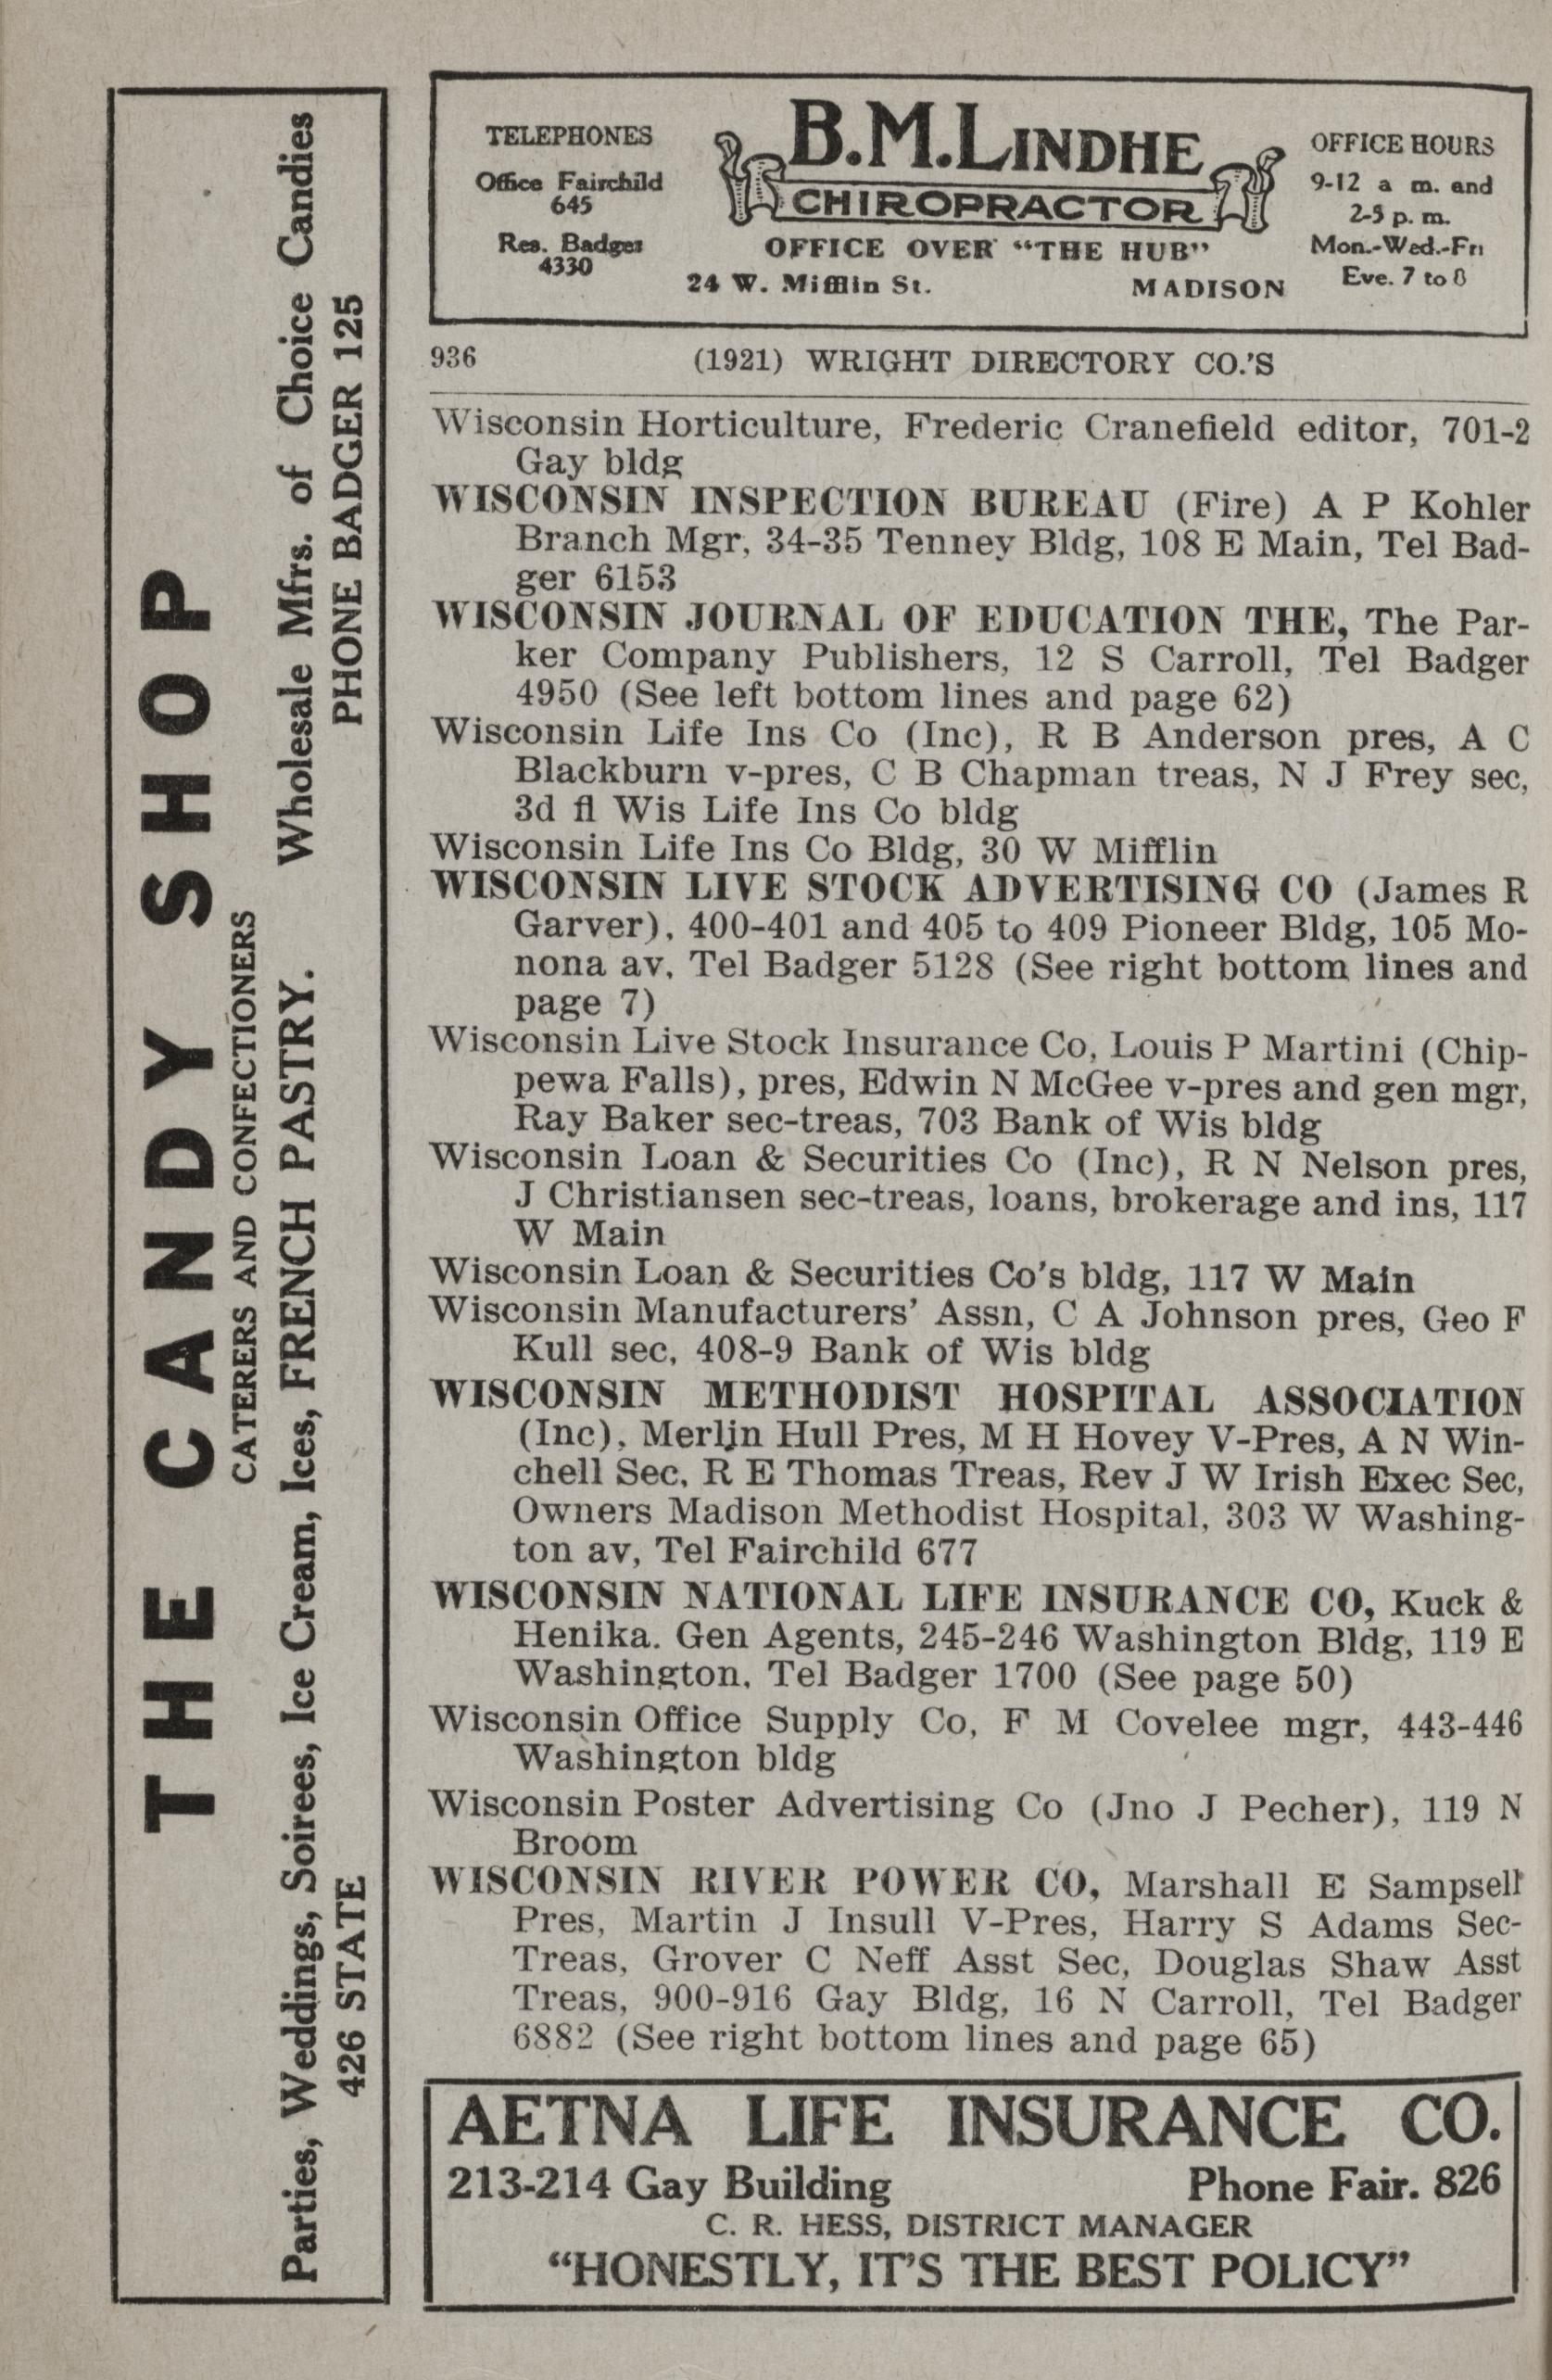 THE CANDY SHOP
CATERERS AND CONFECTIONERS
Parties, Weddings, Soirees, Ice Cream, Ices, FRENCH PASTRY. Wholesale Mfrs. of Choice Candies
426 STATE PHONE BADGER 125
TELEPHONES
Office Fairchild
645
Res. Badger
4330
B.M.LINDHE
CHIROPRACTOR
OFFICE OVER "THE HUB"
24 W. Mifflin St. MADISON
OFFICE HOURS
9-12 a m. and
2-5 p. m.
Mon.-Wed.-Fri
Eve. 7 to 8
936 (1921) WRIGHT DIRECTORY CO.'S
Wisconsin Horticulture, Frederic Cranefield editor, 701-2
Gay bldg
WISCONSIN INSPECTION BUREAU (Fire) A P Kohler
Branch Mgr, 34-35 Tenney Bldg, 108 E Main, Tel Bad-
ger 6153
WISCONSIN JOURNAL OF EDUCATION THE, The Par-
ker Company Publishers, 12 S Carroll, Tel Badger
4950 (See left bottom lines and page 62)
Wisconsin Life Ins Co (Inc), R B Anderson pres, A C
Blackburn v-pres, C B Chapman treas, N J Frey sec,
3d fl Wis Life Ins Co bldg
Wisconsin Life Ins Co Bldg, 30 W Mifflin
WISCONSIN LIVE STOCK ADVERTISING CO (James R
Garver), 400-401 and 405 to 409 Pioneer Bldg, 105 Mo-
nona av, Tel Badger 5128 (See right bottom lines and
page 7)
Wisconsin Live Stock Insurance Co, Louis P Martini (Chip-
pewa Falls), pres, Edwin N McGee v-pres and gen mgr,
Ray Baker sec-treas, 703 Bank of Wis bldg
Wisconsin Loan & Securities Co (Inc), R N Nelson pres,
J Christiansen sec-treas, loans, brokerage and ins, 117
W Main
Wisconsin Loan & Securities Co's bldg, 117 W Main
Wisconsin Manufacturers' Assn, C A Johnson pres, Geo F
Kull sec, 408-9 Bank of Wis bldg
WISCONSIN METHODIST HOSPITAL ASSOCIATION
(Inc), Merlin Hull Pres, M H Hovey V-Pres, A N Win-
chell Sec, R E Thomas Treas, Rev J W Irish Exec Sec,
Owners Madison Methodist Hospital, 303 W Washing-
ton av, Tel Fairchild 677
WISCONSIN NATIONAL LIFE INSURANCE CO, Kuck &
Henika. Gen Agents, 245-246 Washington Bldg, 119 E
Washington, Tel Badger 1700 (See page 50)
Wisconsin Office Supply Co, F M Covelee mgr, 443-446
Washington bldg
Wisconsin Poster Advertising Co (Jno J Pecher), 119 N
Broom
WISCONSIN RIVER POWER CO, Marshall E Sampsell
Pres, Martin J Insull V-Pres, Harry S Adams Sec-
Treas, Grover C Neff Asst Sec, Douglas Shaw Asst
Treas, 900-916 Gay Bldg, 16 N Carroll, Tel Badger
6882 (See right bottom lines and page 65)
AETNA LIFE INSURANCE CO.
213-214 Gay Building Phone Fair. 826
C. R. HESS, DISTRICT MANAGER
"HONESTLY, IT'S THE BEST POLICY"